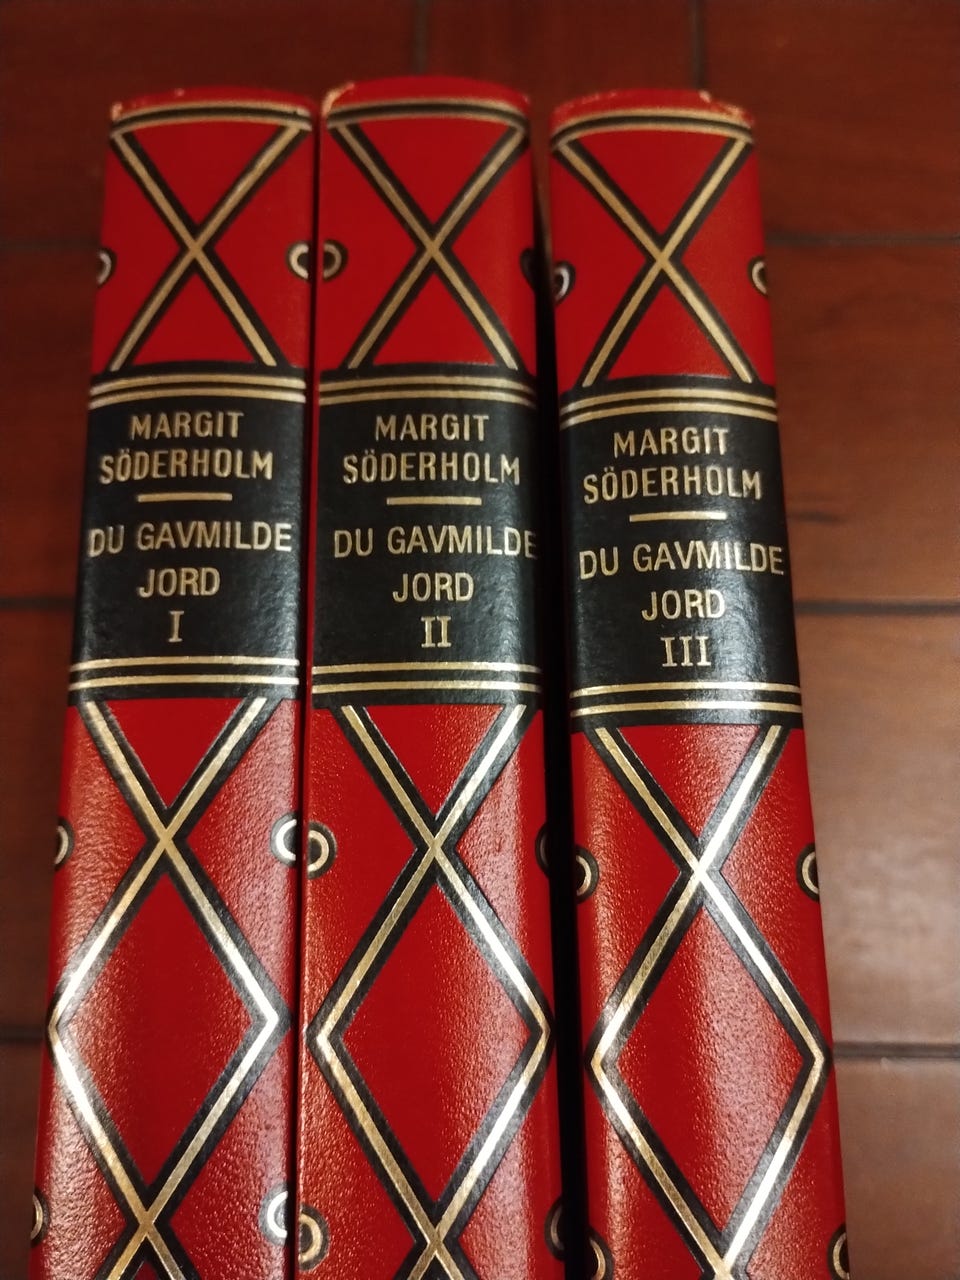 MARGIT
SÖDERHOLM
DU GAVMILDE
JORD
I
MARGIT
SÖDERHOLM
DU GAVMILDE
JORD
II
MARGIT
SÖDERHOLM
DU GAVMILDE
JORD
III